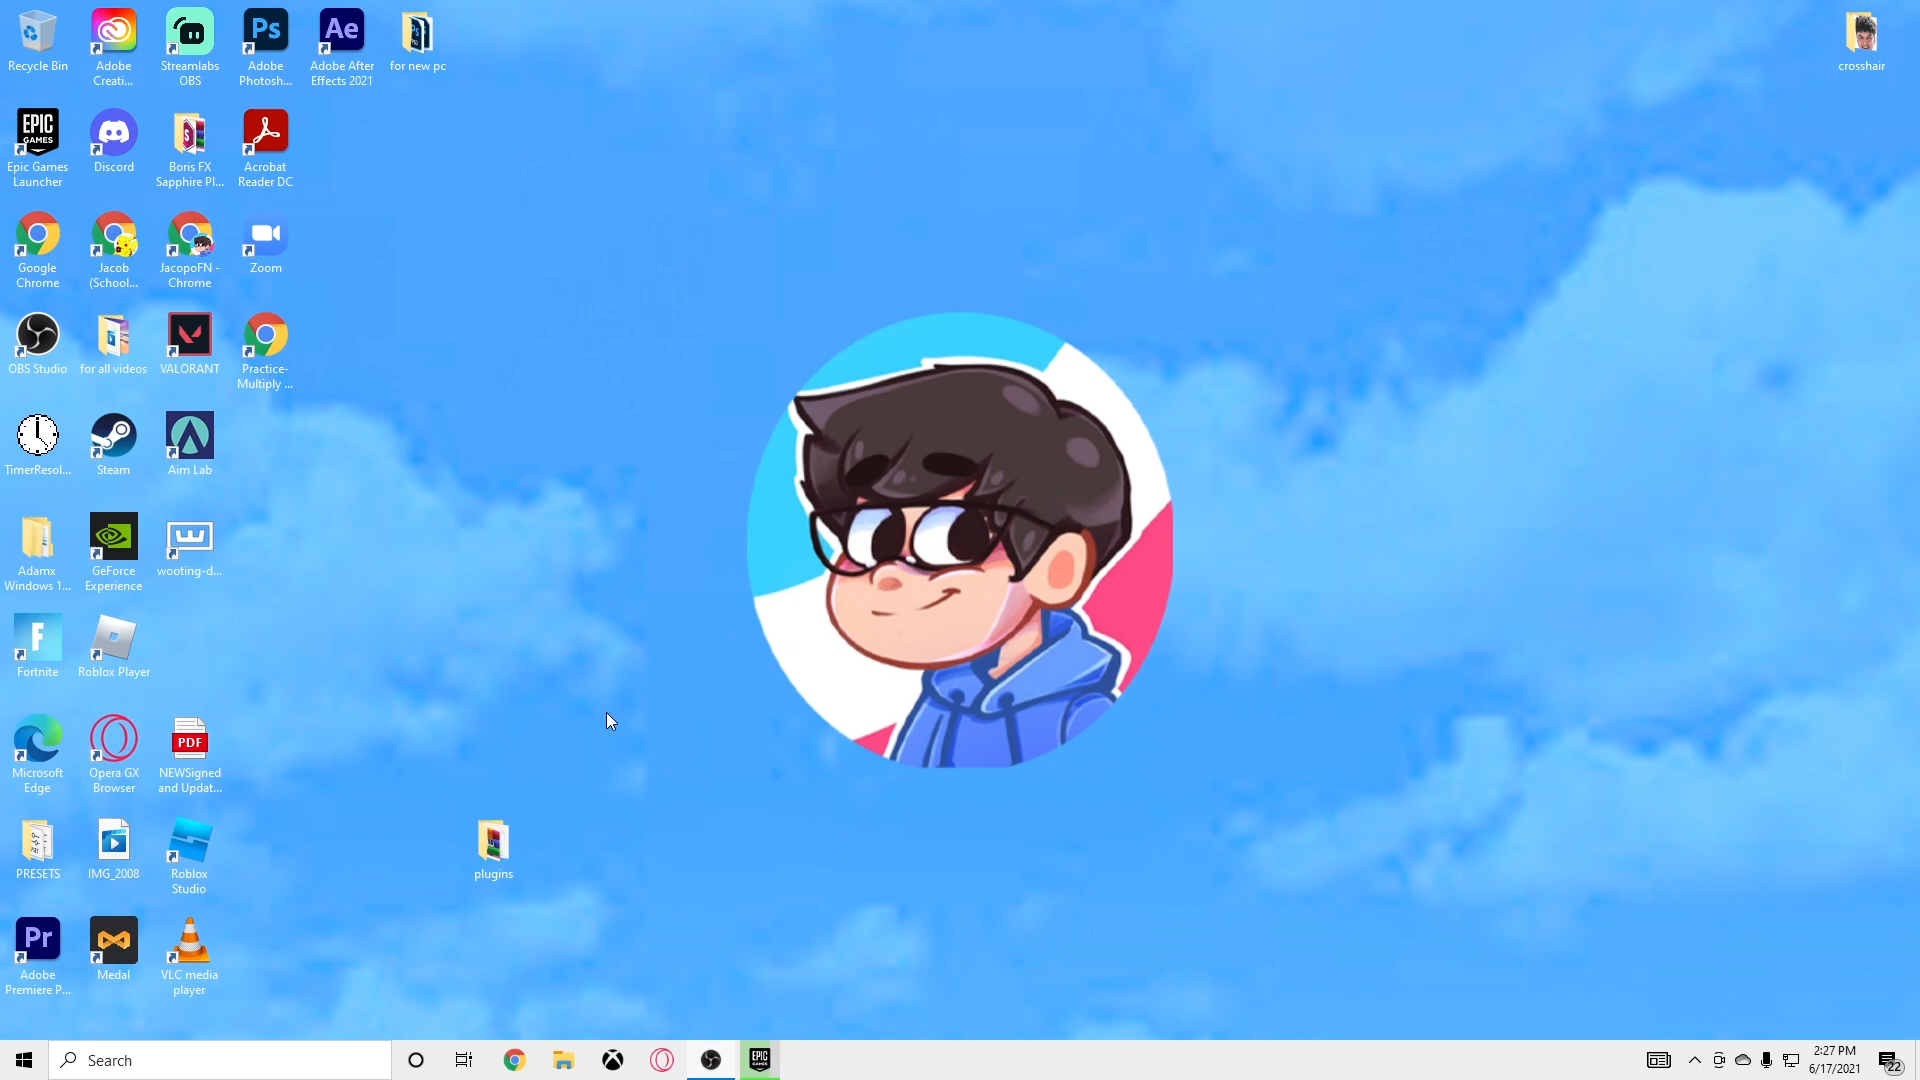 Recycle Bin
Adobe
Creati...
Streamlabs
OBS
Ps
Adobe
Photosh...
Ae
Adobe After
Effects 2021
for new pc
crosshair
EPIC
GAMES
Epic Games
Launcher
Discord
Boris FX
Sapphire Pl...
Acrobat
Reader DC
Google
Chrome
Jacob
(School...
JacopoFN -
Chrome
Zoom
OBS Studio
for all videos
VALORANT
Practice-
Multiply ...
TimerResol...
Steam
Aim Lab
Adamx
Windows 1...
GeForce
Experience
wooting-d...
F
Fortnite
Roblox Player
Microsoft
Edge
Opera GX
Browser
PDF
NEWSigned
and Updat...
PRESETS
IMG_2008
Roblox
Studio
plugins
Pr
Adobe
Premiere P...
Medal
VLC media
player
Search
EPIC
GAMES
2:27 PM
6/17/2021
22